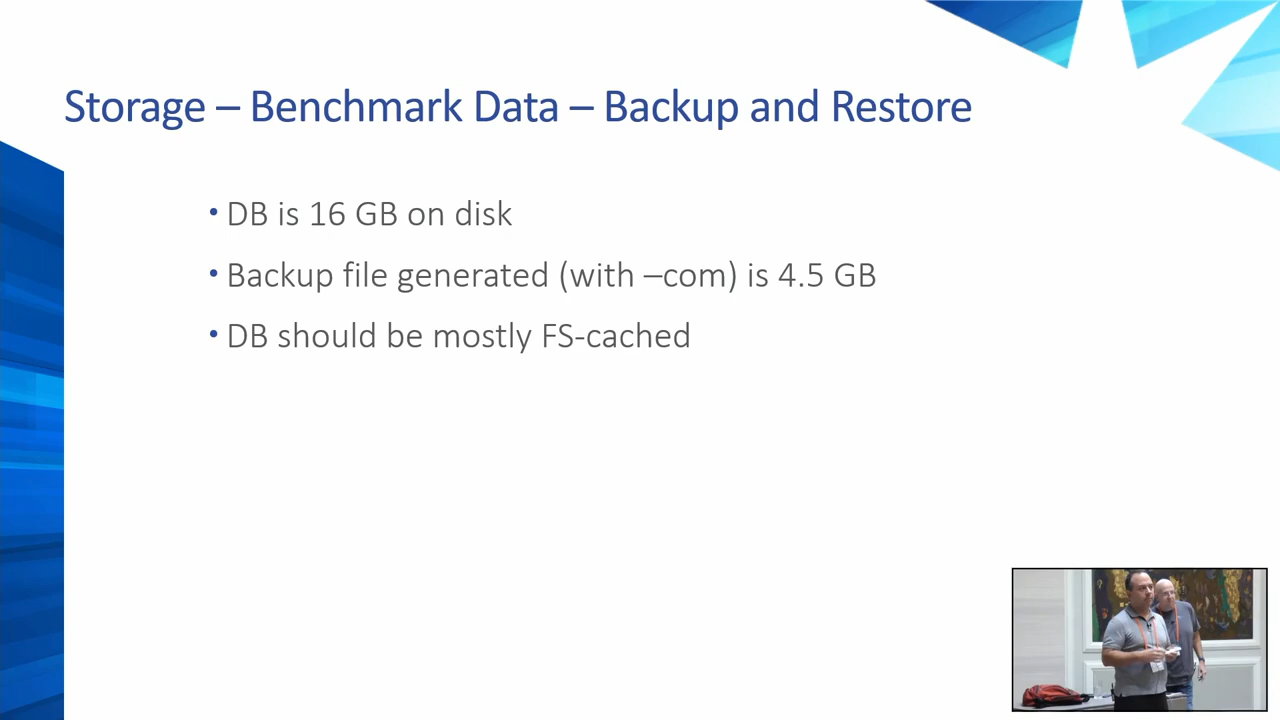 Storage – Benchmark Data – Backup and Restore
• DB is 16 GB on disk
• Backup file generated (with –com) is 4.5 GB
• DB should be mostly FS-cached